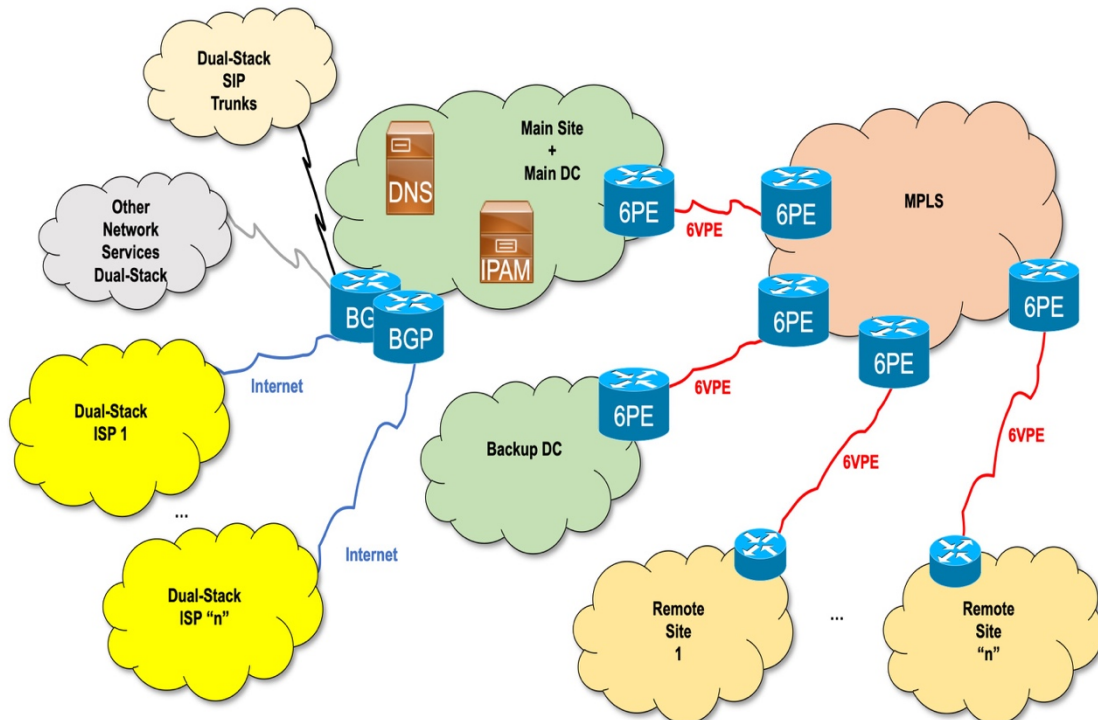 Dual-Stack
SIP
Trunks
Other
Network
Services
Dual-Stack
DNS
IPAM
Main Site
+
Main DC
6PE
6VPE
6PE
MPLS
BG
BGP
6PE
6PE
6PE
Internet
Dual-Stack
ISP 1
...
Internet
Dual-Stack
ISP “n”
Backup DC
6PE
6VPE
6VPE
6VPE
Remote
Site
1
...
Remote
Site
“n”